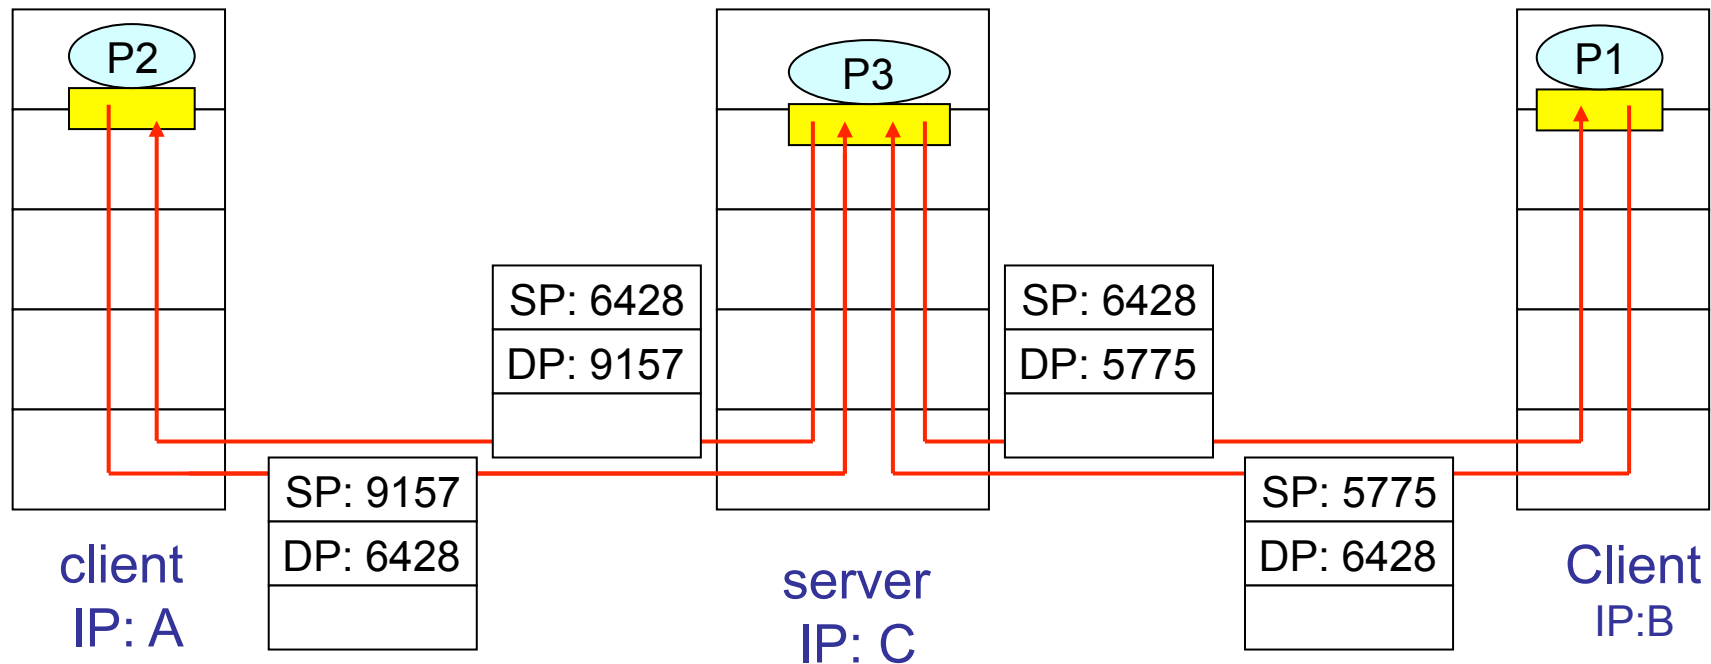 P2
P3
P1
SP: 6428
DP: 9157
SP: 6428
DP: 5775
SP: 9157
DP: 6428
SP: 5775
DP: 6428
client
IP: A
server
IP: C
Client
IP:B